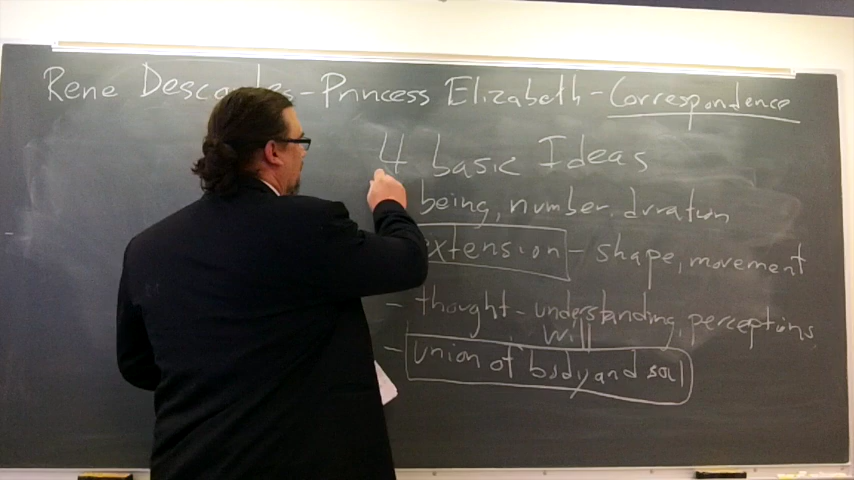 Rene Descartes - Princess Elizabeth - Correspondence
4 basic Ideas
being, number, duration
extension - shape, movement
- thought - understanding, perceptions
will
- union of body and soul